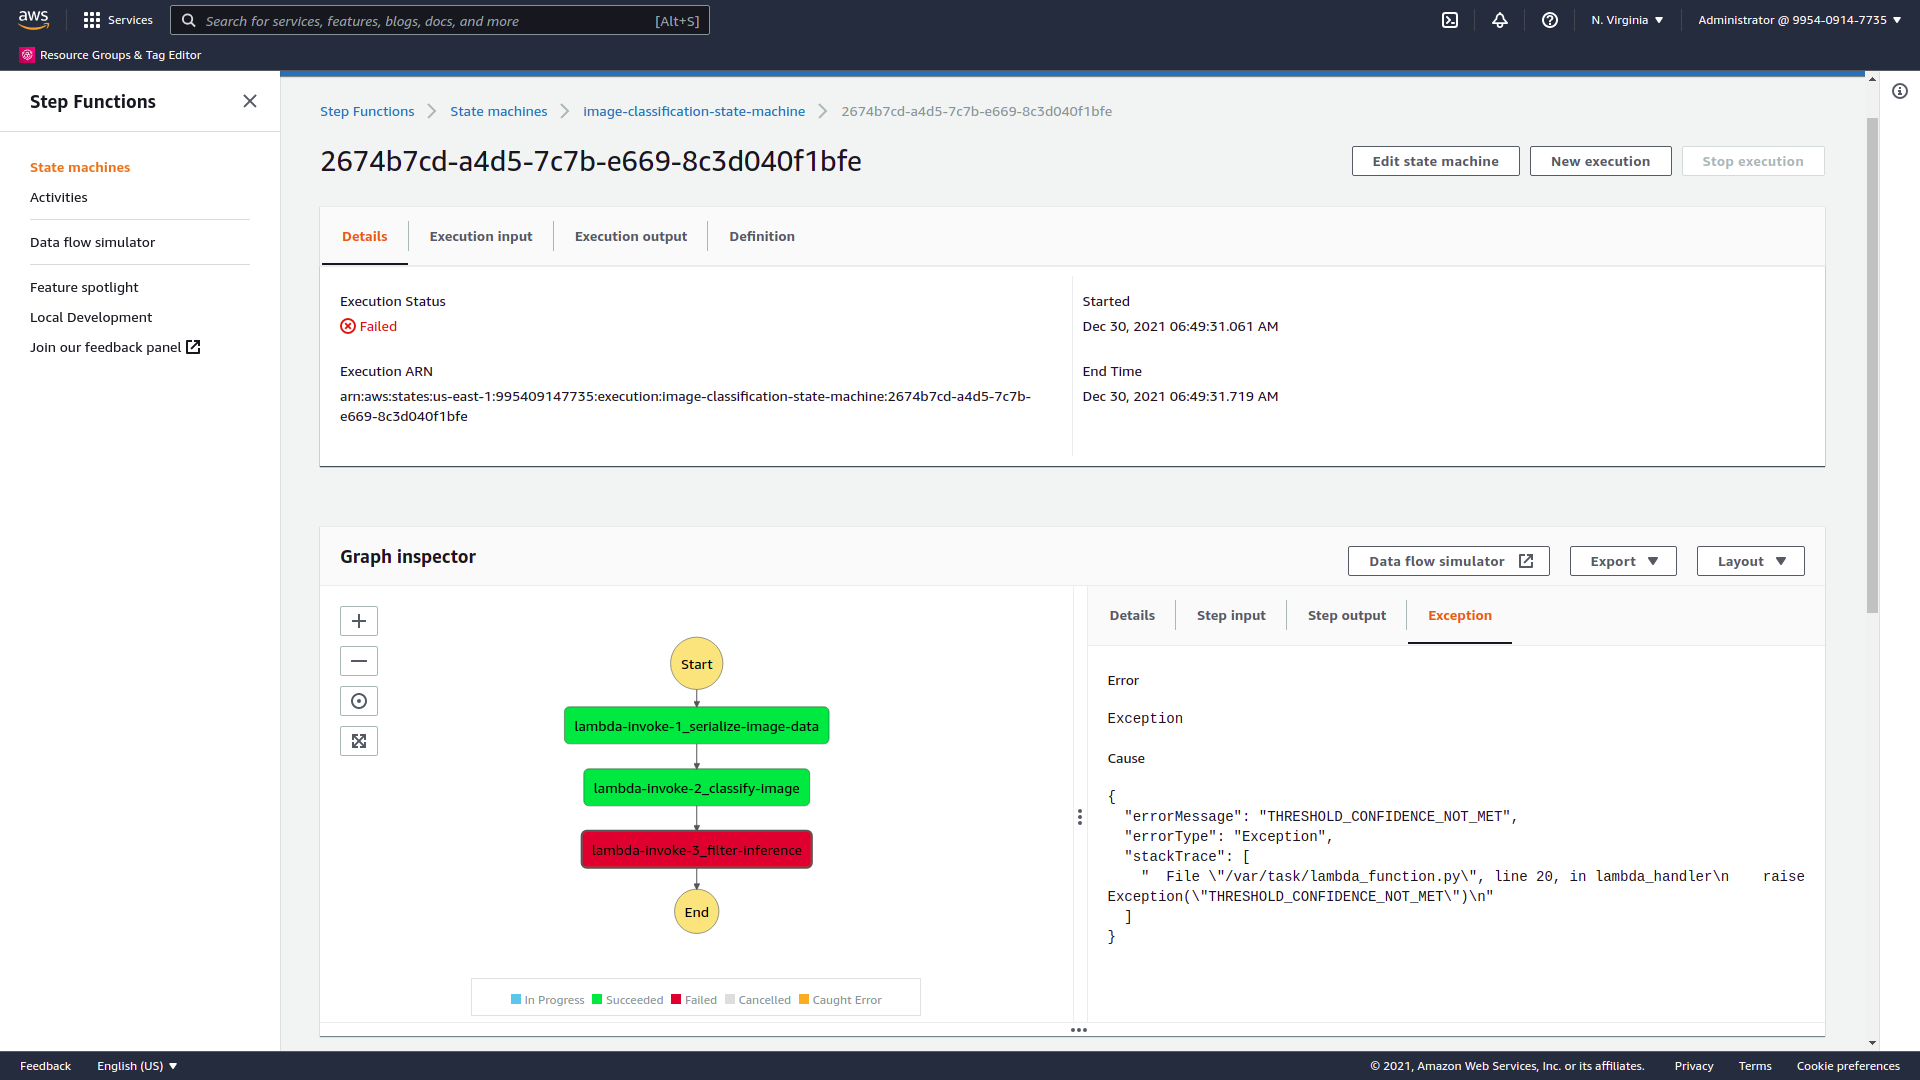 aws
Services
Search for services, features, blogs, docs, and more
[Alt+S]
N. Virginia ▼
Administrator @ 9954-0914-7735 ▼
Resource Groups & Tag Editor
Step Functions
State machines
Activities
Data flow simulator
Feature spotlight
Local Development
Join our feedback panel
Step Functions
State machines
image-classification-state-machine
2674b7cd-a4d5-7c7b-e669-8c3d040f1bfe
2674b7cd-a4d5-7c7b-e669-8c3d040f1bfe
Edit state machine
New execution
Stop execution
Details
Execution input
Execution output
Definition
Execution Status
Failed
Execution ARN
arn:aws:states:us-east-1:995409147735:execution:image-classification-state-machine:2674b7cd-a4d5-7c7b-
e669-8c3d040f1bfe
Started
Dec 30, 2021 06:49:31.061 AM
End Time
Dec 30, 2021 06:49:31.719 AM
Graph inspector
Data flow simulator
Export ▼
Layout ▼
Start
lambda-invoke-1_serialize-image-data
lambda-invoke-2_classify-image
lambda-invoke-3_filter-inference
End
In Progress
Succeeded
Failed
Cancelled
Caught Error
Details
Step input
Step output
Exception
Error
Exception
Cause
{
  "errorMessage": "THRESHOLD_CONFIDENCE_NOT_MET",
  "errorType": "Exception",
  "stackTrace": [
    "  File \"/var/task/lambda_function.py\", line 20, in lambda_handler\n    raise
Exception(\"THRESHOLD_CONFIDENCE_NOT_MET\")\n"
  ]
}
Feedback
English (US) ▼
© 2021, Amazon Web Services, Inc. or its affiliates.
Privacy
Terms
Cookie preferences